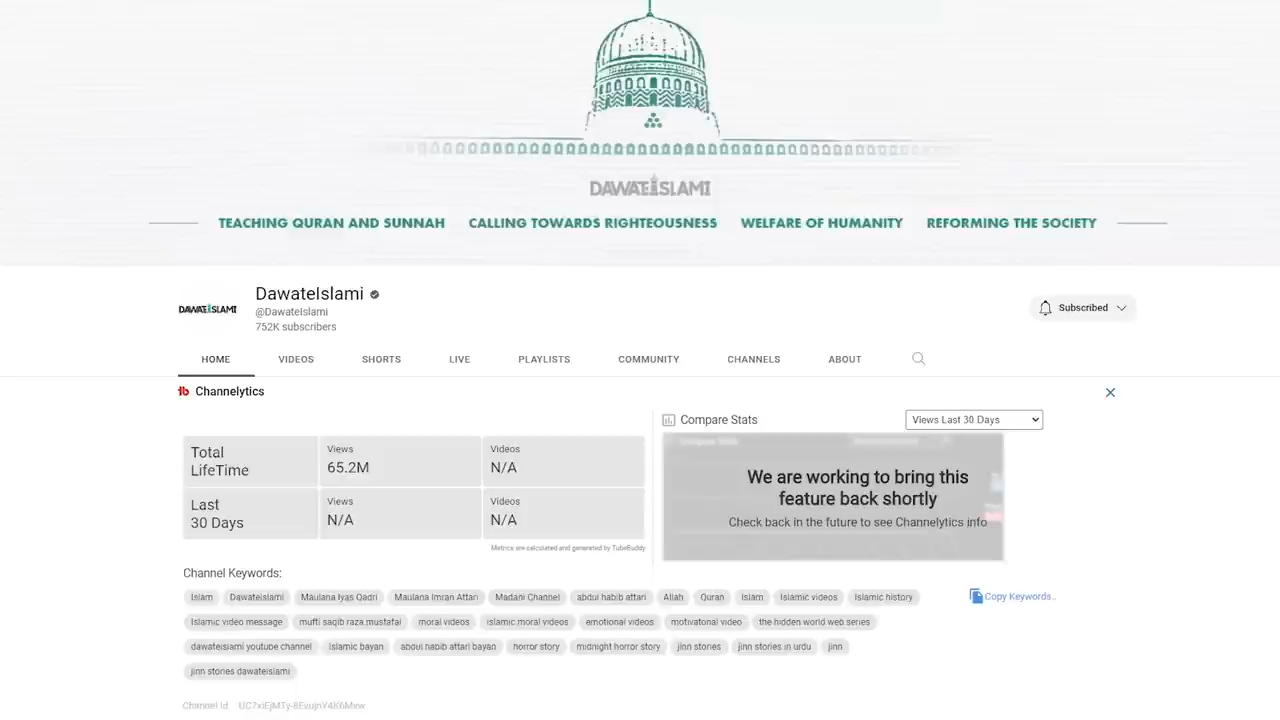 DAWATEISLAMI
TEACHING QURAN AND SUNNAH CALLING TOWARDS RIGHTEOUSNESS WELFARE OF HUMANITY REFORMING THE SOCIETY
DAWATEISLAMI
DawateIslami
@DawateIslami
752K subscribers
Subscribed
HOME VIDEOS SHORTS LIVE PLAYLISTS COMMUNITY CHANNELS ABOUT
tb Channelytics
Compare Stats
Views Last 30 Days
Total LifeTime
Views
65.2M
Videos
N/A
Last 30 Days
Views
N/A
Videos
N/A
We are working to bring this
feature back shortly
Check back in the future to see Channelytics info
Metrics are calculated and generated by TubeBuddy
Channel Keywords:
Islam DawateIslami Maulana Ilyas Qadri Maulana Imran Attari Madani Channel abdul habib attari Allah Quran Islam Islamic videos Islamic history
Copy Keywords..
Islamic video message mufti saqib raza mustafai moral videos islamic moral videos emotional videos motivatonal video the hidden world web series
dawateislami youtube channel Islamic bayan abdul habib attari bayan horror story midnight horror story jinn stories jinn stories in urdu jinn
jinn stories dawateislami
Channel Id